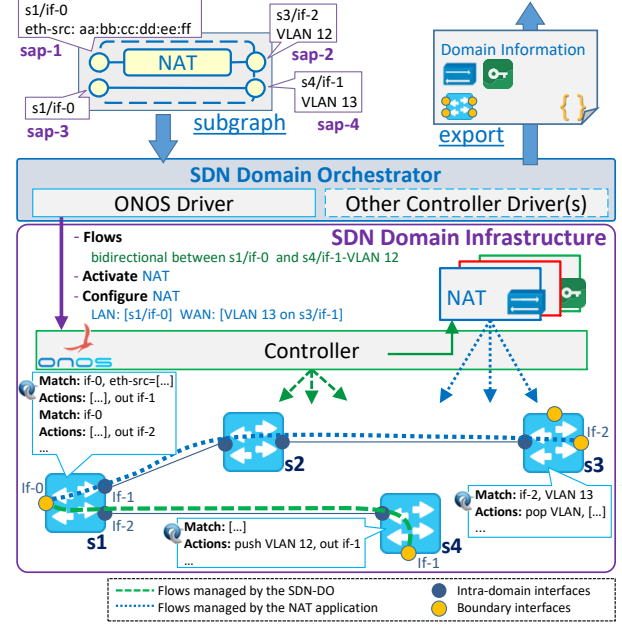 s1/if-0
eth-src: aa:bb:cc:dd:ee:ff
sap-1
NAT
s3/if-2
VLAN 12
sap-2
s4/if-1
VLAN 13
s1/if-0
sap-3
subgraph
sap-4
Domain Information
{ }
export
SDN Domain Orchestrator
ONOS Driver
Other Controller Driver(s)
SDN Domain Infrastructure
- Flows
bidirectional between s1/if-0 and s4/if-1-VLAN 12
- Activate NAT
- Configure NAT
LAN: [s1/if-0] WAN: [VLAN 13 on s3/if-1]
NAT
onos
Controller
Match: if-0, eth-src=[...]
Actions: [...], out if-1
Match: if-0
Actions: [...], out if-2
...
s2
If-2
s3
If-0
If-1
If-2
s1
Match: [...]
Actions: push VLAN 12, out if-1
...
s4
If-1
Match: if-2, VLAN 13
Actions: pop VLAN, [...]
...
Flows managed by the SDN-DO
Flows managed by the NAT application
Intra-domain interfaces
Boundary interfaces